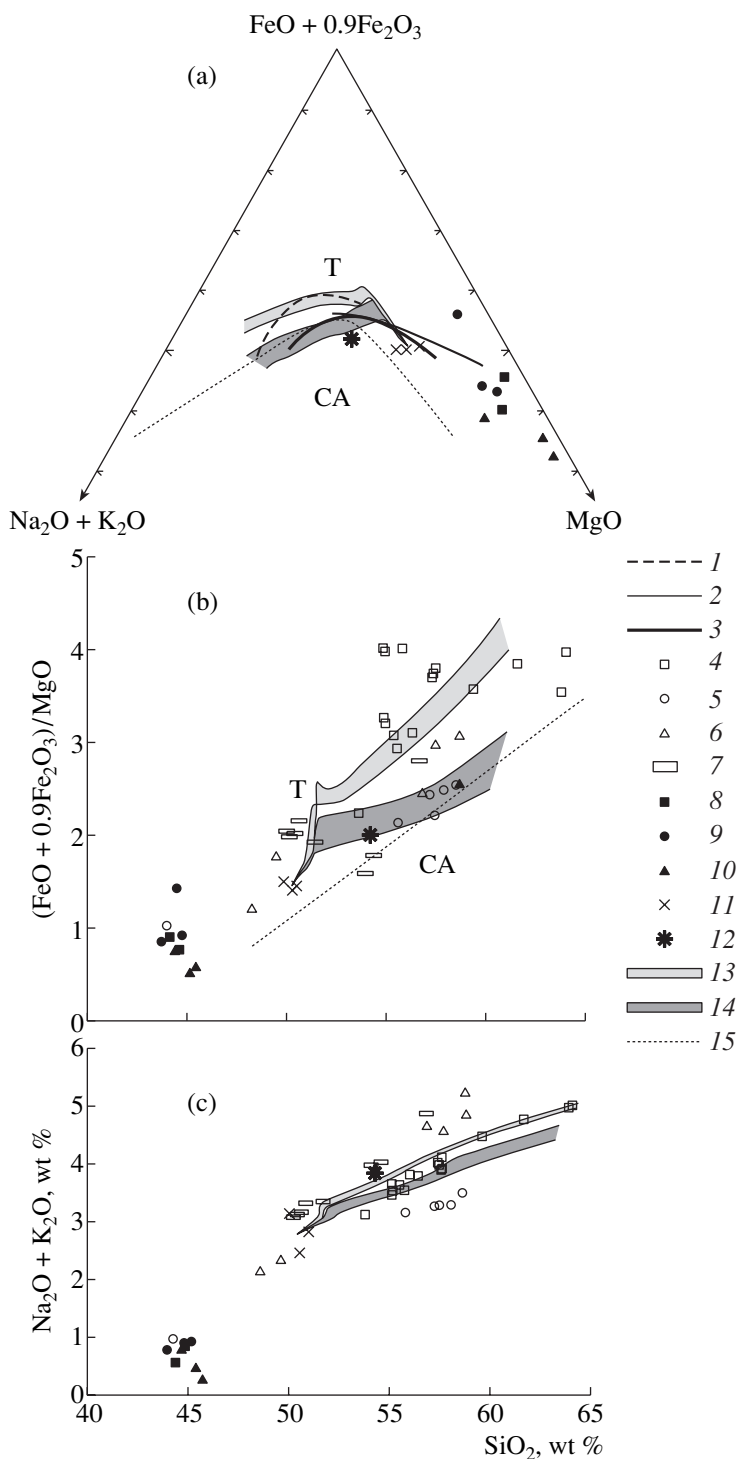 FeO + 0.9Fe₂O₃
(a)
T
CA
Na₂O + K₂O
MgO
(b)
(FeO + 0.9Fe₂O₃)/MgO
5
4
3
2
1
0
T
CA
1
2
3
4
5
6
7
8
9
10
11
12
13
14
15
(c)
Na₂O + K₂O, wt %
6
5
4
3
2
1
0
40
45
50
55
60
65
SiO₂, wt %